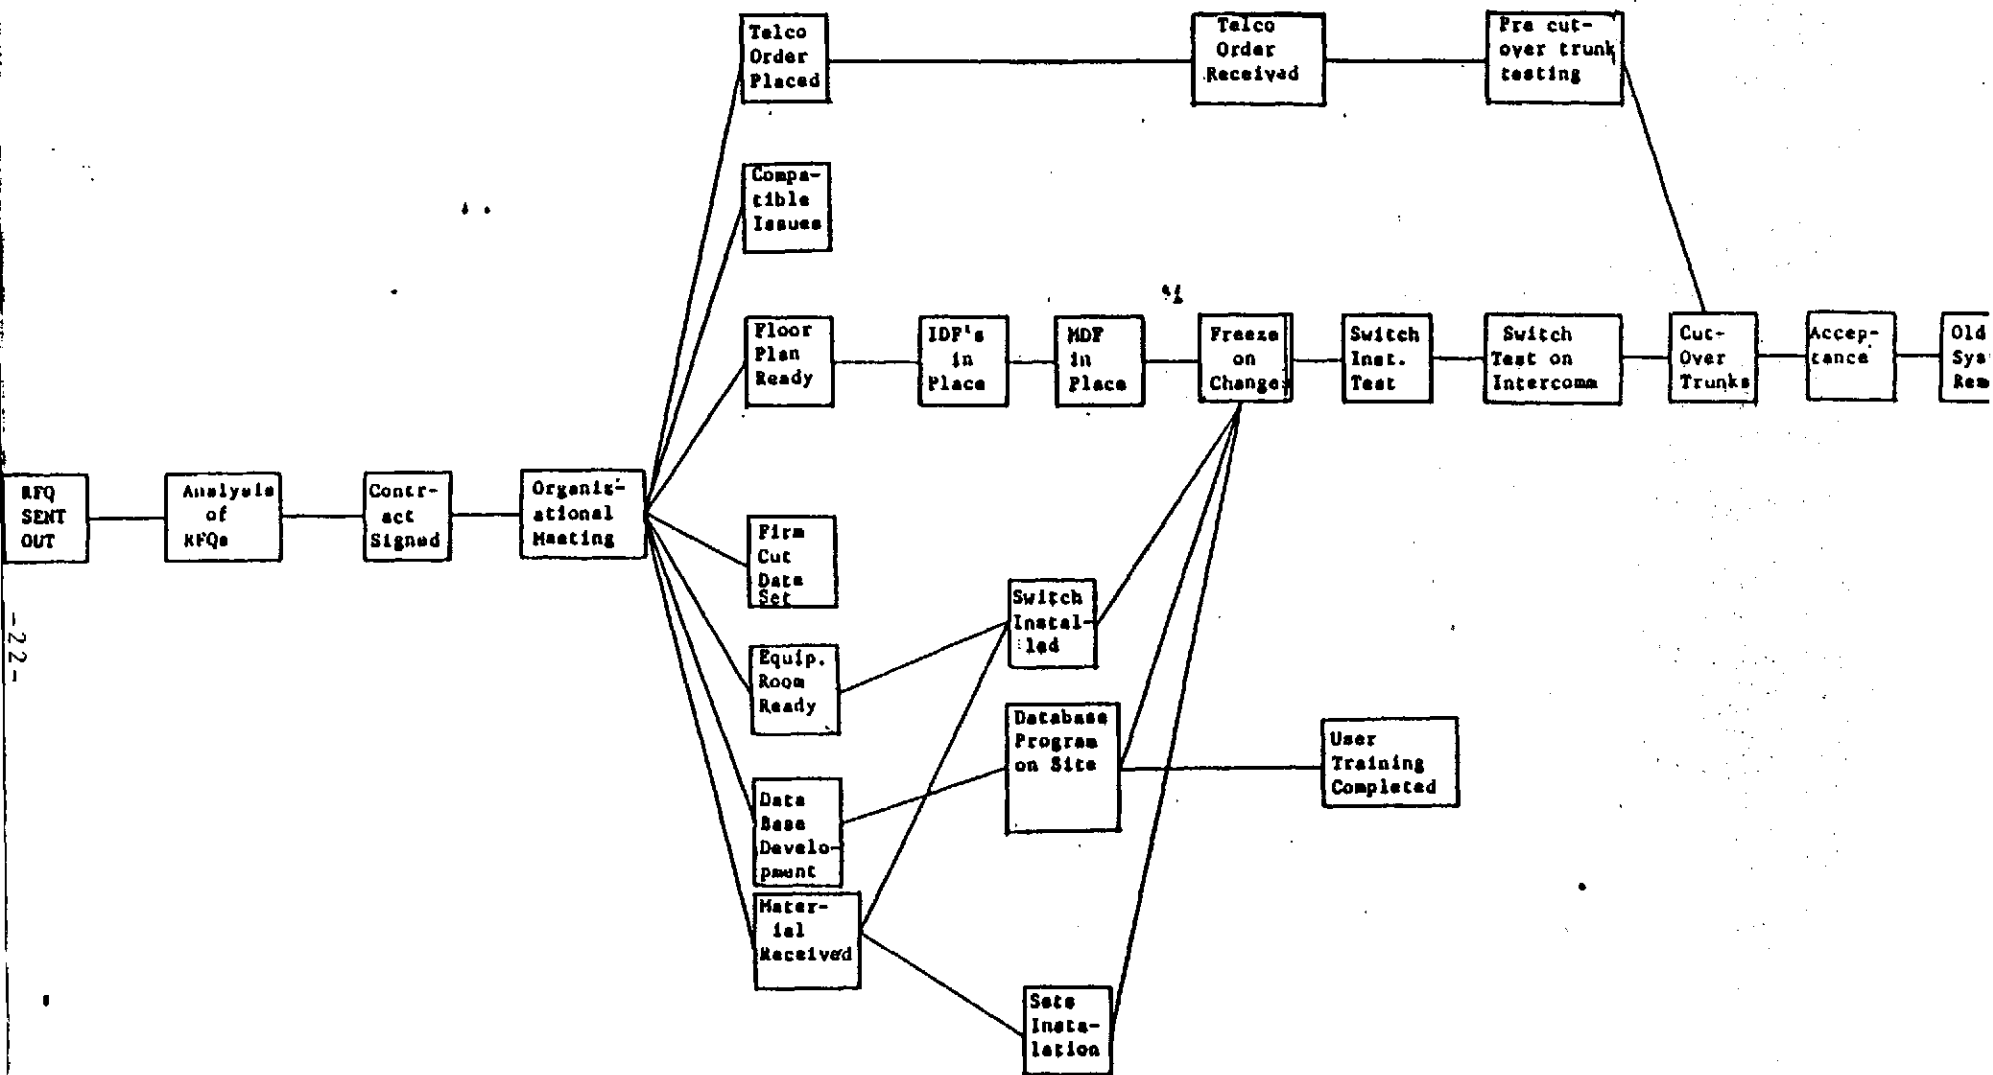 Telco
Order
Placed
Telco
Order
Received
Pre cut-
over trunk
testing
Compa-
tible
Issues
Floor
Plan
Ready
IDF's
in
Place
MDF
in
Place
Freeze
on
Changes
Switch
Inst.
Test
Switch
Test on
Intercomm
Cut-
Over
Trunks
Accep-
tance
Old
Sys
Rem
RFQ
SENT
OUT
Analysis
of
RFQs
Contr-
act
Signed
Organiz-
ational
Meeting
Firm
Cut
Date
Set
Equip.
Room
Ready
Data
Base
Develo-
pment
Mater-
ial
Received
Switch
Instal-
led
Database
Program
on Site
User
Training
Completed
Sets
Insta-
lation
-22-